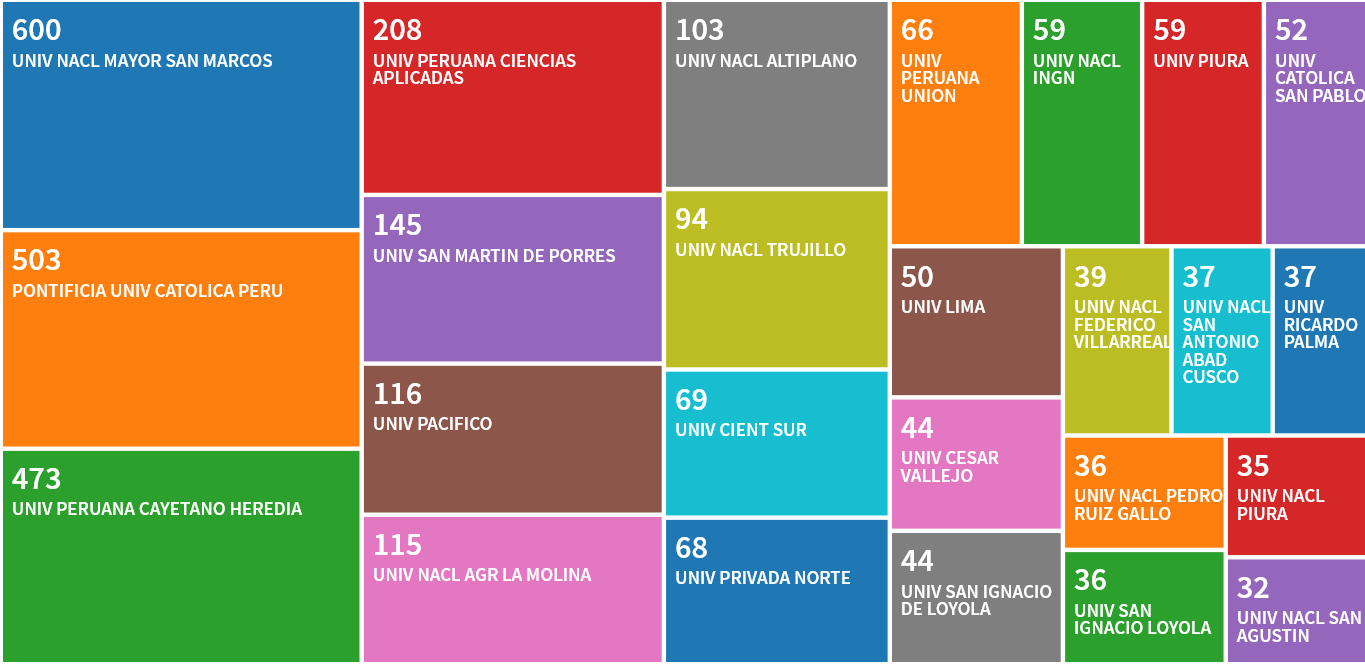 600
UNIV NACL MAYOR SAN MARCOS
503
PONTIFICIA UNIV CATOLICA PERU
473
UNIV PERUANA CAYETANO HEREDIA
208
UNIV PERUANA CIENCIAS
APLICADAS
145
UNIV SAN MARTIN DE PORRES
116
UNIV PACIFICO
115
UNIV NACL AGR LA MOLINA
103
UNIV NACL ALTIPLANO
94
UNIV NACL TRUJILLO
69
UNIV CIENT SUR
68
UNIV PRIVADA NORTE
66
UNIV
PERUANA
UNION
59
UNIV NACL
INGN
59
UNIV PIURA
52
UNIV
CATOLICA
SAN PABLO
50
UNIV LIMA
44
UNIV CESAR
VALLEJO
44
UNIV SAN IGNACIO
DE LOYOLA
39
UNIV NACL
FEDERICO
VILLARREAL
37
UNIV NACL
SAN
ANTONIO
ABAD
CUSCO
37
UNIV
RICARDO
PALMA
36
UNIV NACL PEDRO
RUIZ GALLO
36
UNIV SAN
IGNACIO LOYOLA
35
UNIV NACL
PIURA
32
UNIV NACL SAN
AGUSTIN